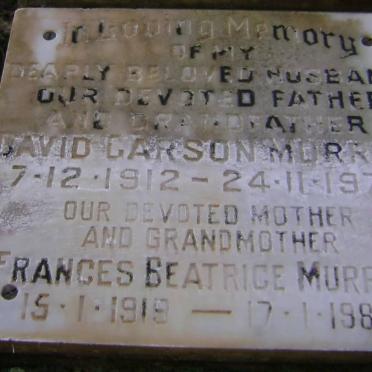 In Loving Memory
OF MY
DEARLY BELOVED HUSBAN
OUR DEVOTED FATHER
AND GRANDFATHER
DAVID CARSON MURR
7·12·1912 – 24·11·197
OUR DEVOTED MOTHER
AND GRANDMOTHER
FRANCES BEATRICE MURR
15·1·1919 — 17·1·198